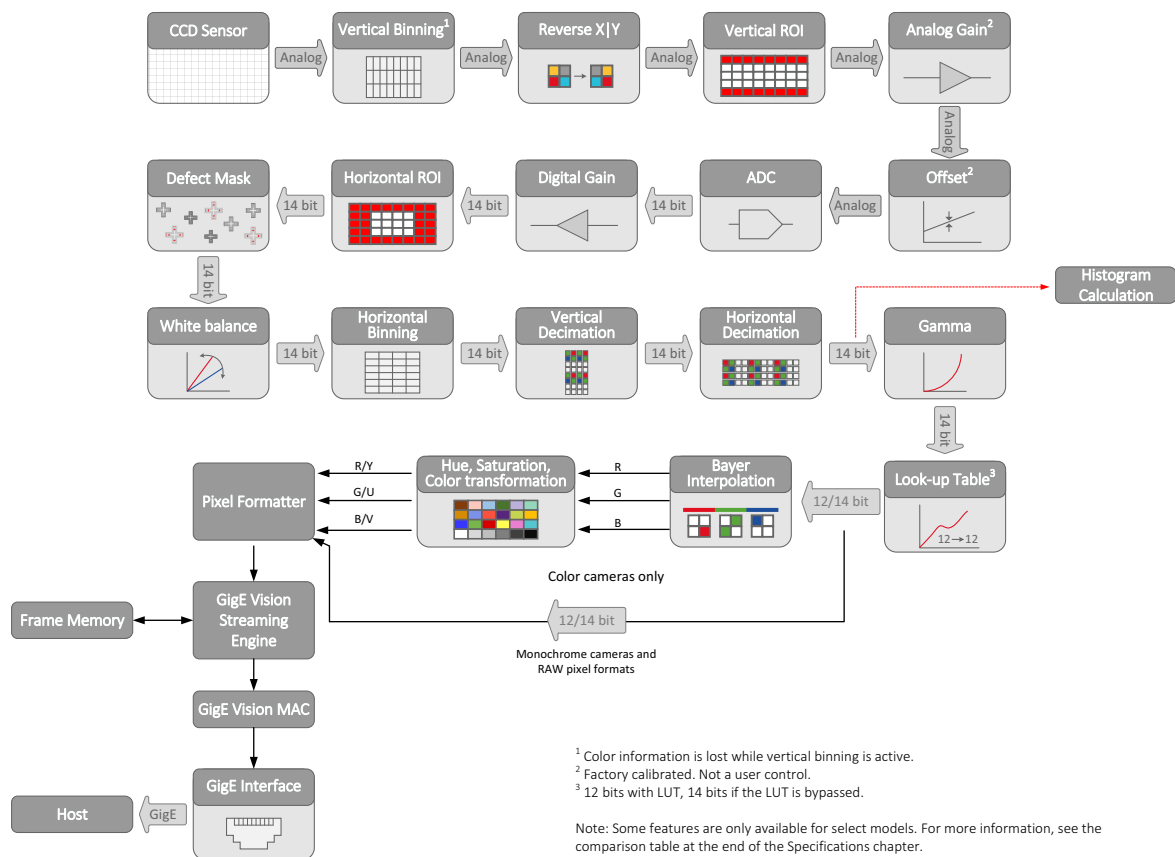 CCD Sensor
Analog
Vertical Binning¹
Analog
Reverse X|Y
Analog
Vertical ROI
Analog
Analog Gain²
Analog
Defect Mask
14 bit
Horizontal ROI
14 bit
Digital Gain
14 bit
ADC
Analog
Offset²
14 bit
Histogram
Calculation
White balance
14 bit
Horizontal
Binning
14 bit
Vertical
Decimation
14 bit
Horizontal
Decimation
14 bit
Gamma
14 bit
Pixel Formatter
R/Y
G/U
B/V
Hue, Saturation,
Color transformation
R
G
B
Bayer
Interpolation
12/14 bit
Look-up Table³
12→12
Color cameras only
12/14 bit
Monochrome cameras and
RAW pixel formats
Frame Memory
GigE Vision
Streaming
Engine
GigE Vision MAC
GigE Interface
GigE
Host
¹ Color information is lost while vertical binning is active.
² Factory calibrated. Not a user control.
³ 12 bits with LUT, 14 bits if the LUT is bypassed.
Note: Some features are only available for select models. For more information, see the
comparison table at the end of the Specifications chapter.